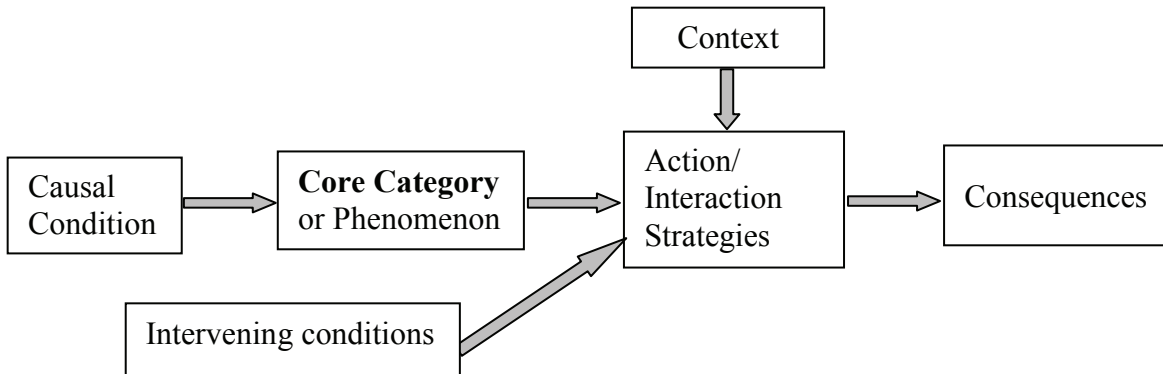 Context
Causal
Condition
Core Category
or Phenomenon
Action/
Interaction
Strategies
Consequences
Intervening conditions